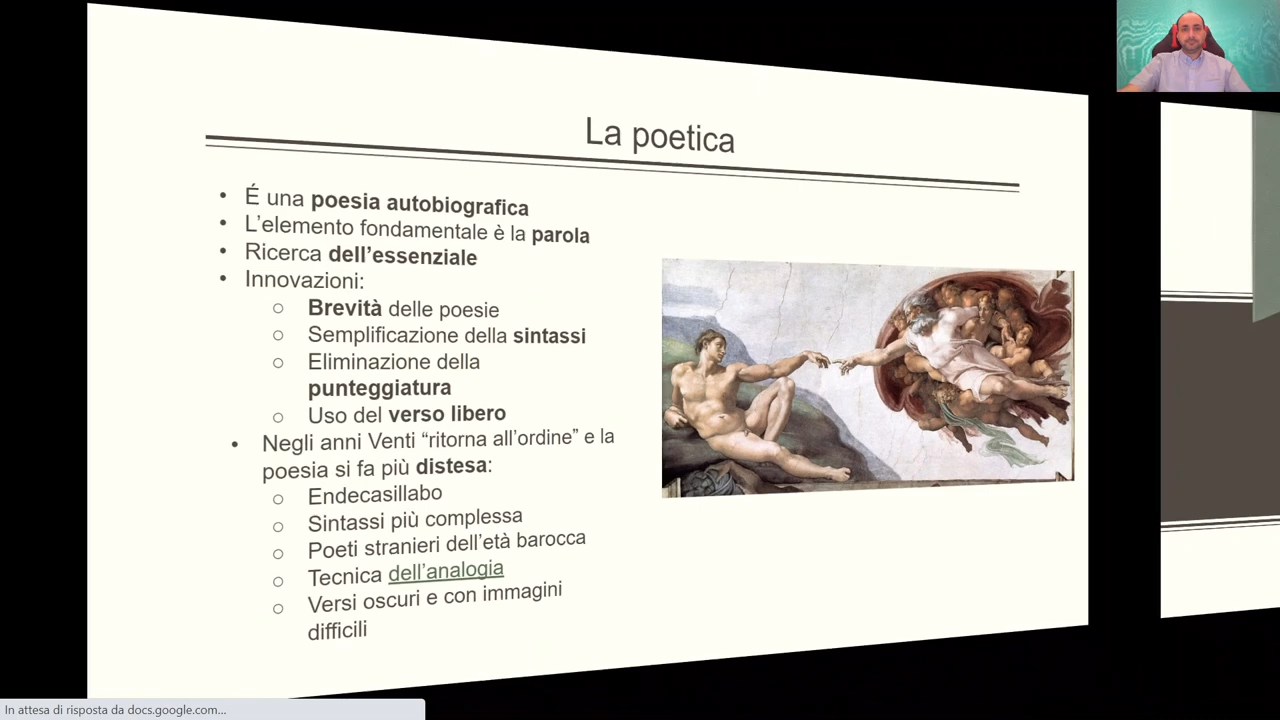 La poetica
• É una poesia autobiografica
• L’elemento fondamentale è la parola
• Ricerca dell’essenziale
• Innovazioni:
○ Brevità delle poesie
○ Semplificazione della sintassi
○ Eliminazione della
punteggiatura
○ Uso del verso libero
• Negli anni Venti “ritorna all’ordine” e la
poesia si fa più distesa:
○ Endecasillabo
○ Sintassi più complessa
○ Poeti stranieri dell’età barocca
○ Tecnica dell’analogia
○ Versi oscuri e con immagini
difficili
In attesa di risposta da docs.google.com...